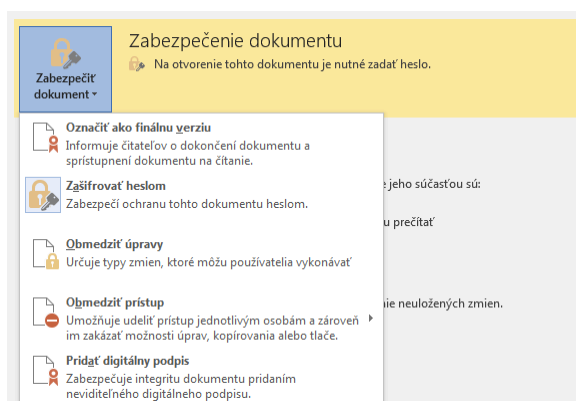 Zabezpečenie dokumentu
Na otvorenie tohto dokumentu je nutné zadať heslo.
Zabezpečiť
dokument
Označiť ako finálnu verziu
Informuje čitateľov o dokončení dokumentu a
sprístupnení dokumentu na čítanie.
Zašifrovať heslom
Zabezpečí ochranu tohto dokumentu heslom.
jeho súčasťou sú:
u prečítať
Obmedziť úpravy
Určuje typy zmien, ktoré môžu používatelia vykonávať
Obmedziť prístup
Umožňuje udeliť prístup jednotlivým osobám a zároveň
im zakázať možnosti úprav, kopírovania alebo tlače.
nie neuložených zmien.
Pridať digitálny podpis
Zabezpečuje integritu dokumentu pridaním
neviditeľného digitálneho podpisu.